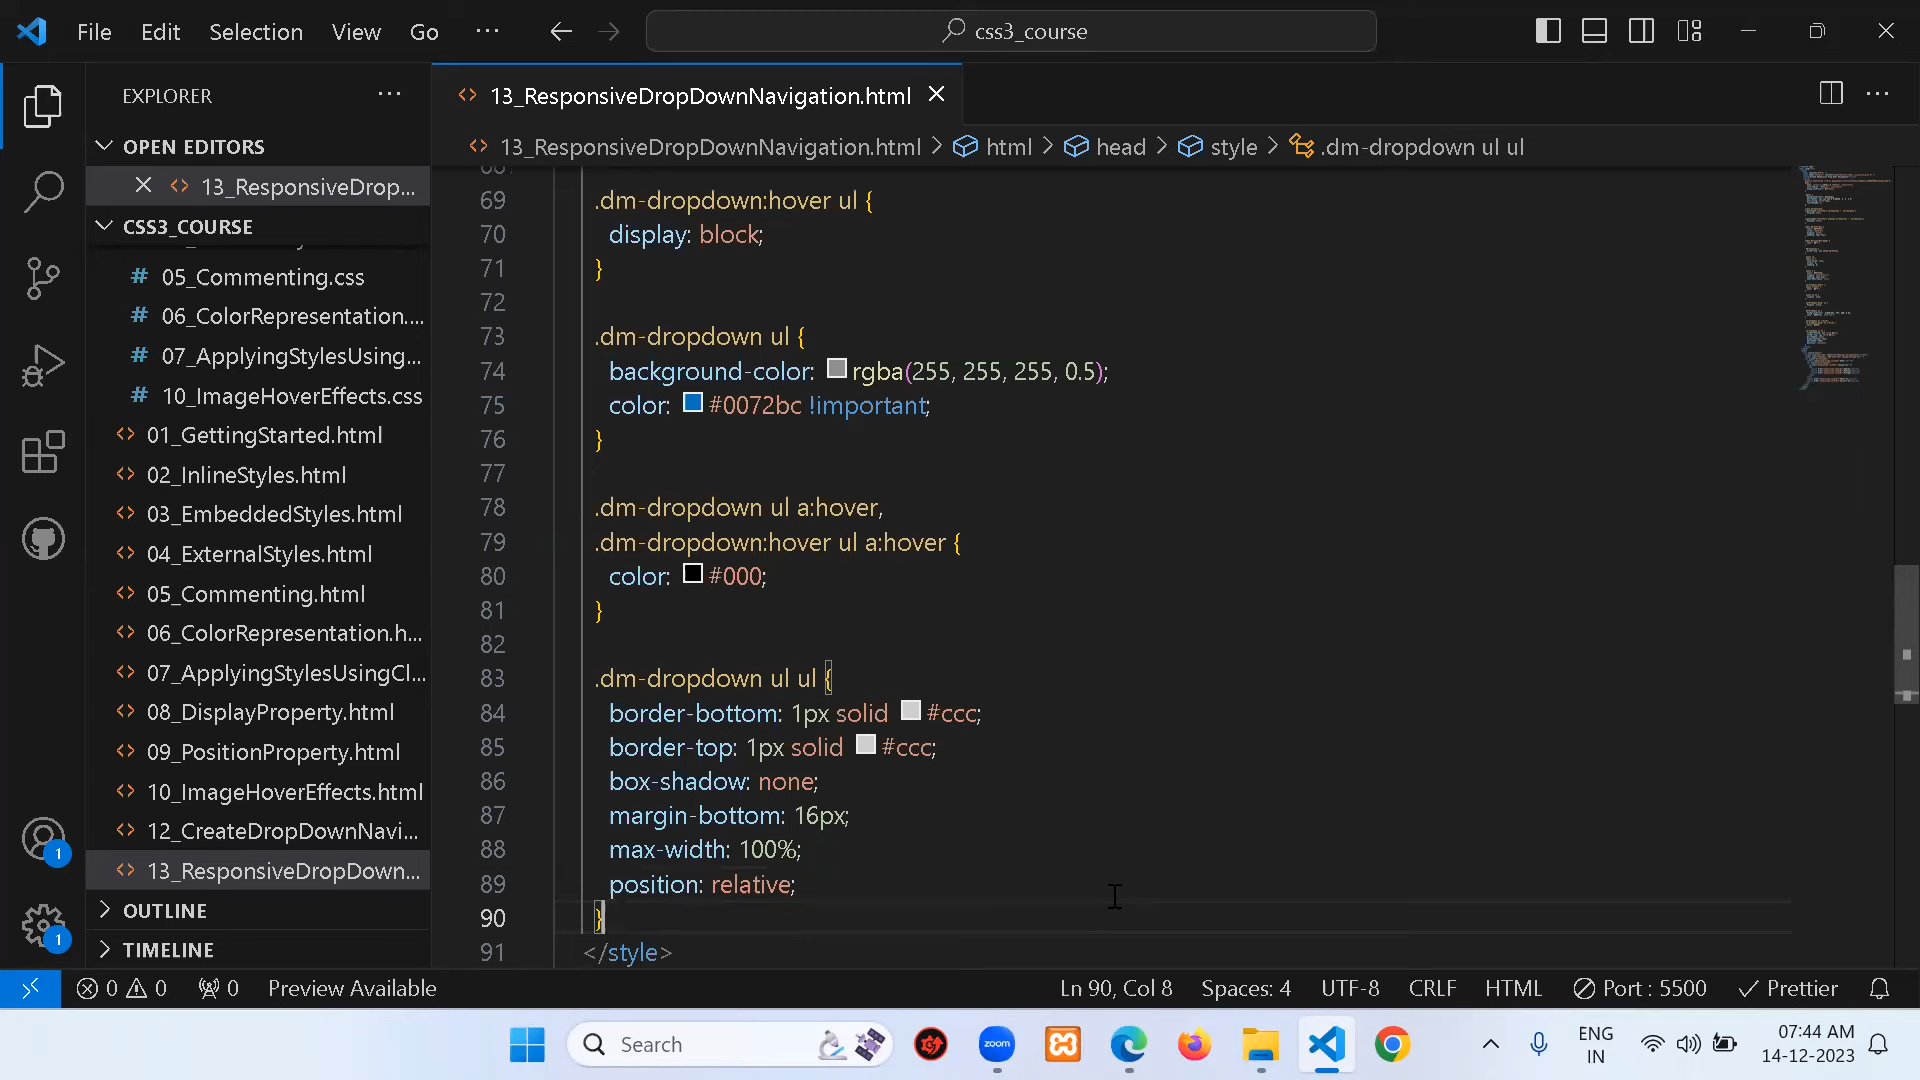 File Edit Selection View Go ··· css3_course
EXPLORER ···
OPEN EDITORS
13_ResponsiveDrop...
CSS3_COURSE
05_Commenting.css
06_ColorRepresentation....
07_ApplyingStylesUsing...
10_ImageHoverEffects.css
01_GettingStarted.html
02_InlineStyles.html
03_EmbeddedStyles.html
04_ExternalStyles.html
05_Commenting.html
06_ColorRepresentation.h...
07_ApplyingStylesUsingCl...
08_DisplayProperty.html
09_PositionProperty.html
10_ImageHoverEffects.html
12_CreateDropDownNavi...
13_ResponsiveDropDown...
OUTLINE
TIMELINE
13_ResponsiveDropDownNavigation.html
13_ResponsiveDropDownNavigation.html > html > head > style > .dm-dropdown ul ul
69 .dm-dropdown:hover ul {
70 display: block;
71 }
72
73 .dm-dropdown ul {
74 background-color: rgba(255, 255, 255, 0.5);
75 color: #0072bc !important;
76 }
77
78 .dm-dropdown ul a:hover,
79 .dm-dropdown:hover ul a:hover {
80 color: #000;
81 }
82
83 .dm-dropdown ul ul {
84 border-bottom: 1px solid #ccc;
85 border-top: 1px solid #ccc;
86 box-shadow: none;
87 margin-bottom: 16px;
88 max-width: 100%;
89 position: relative;
90 }
91 </style>
1
1
0 0 0 Preview Available Ln 90, Col 8 Spaces: 4 UTF-8 CRLF HTML Port : 5500 Prettier
Search zoom ENG IN 07:44 AM
14-12-2023